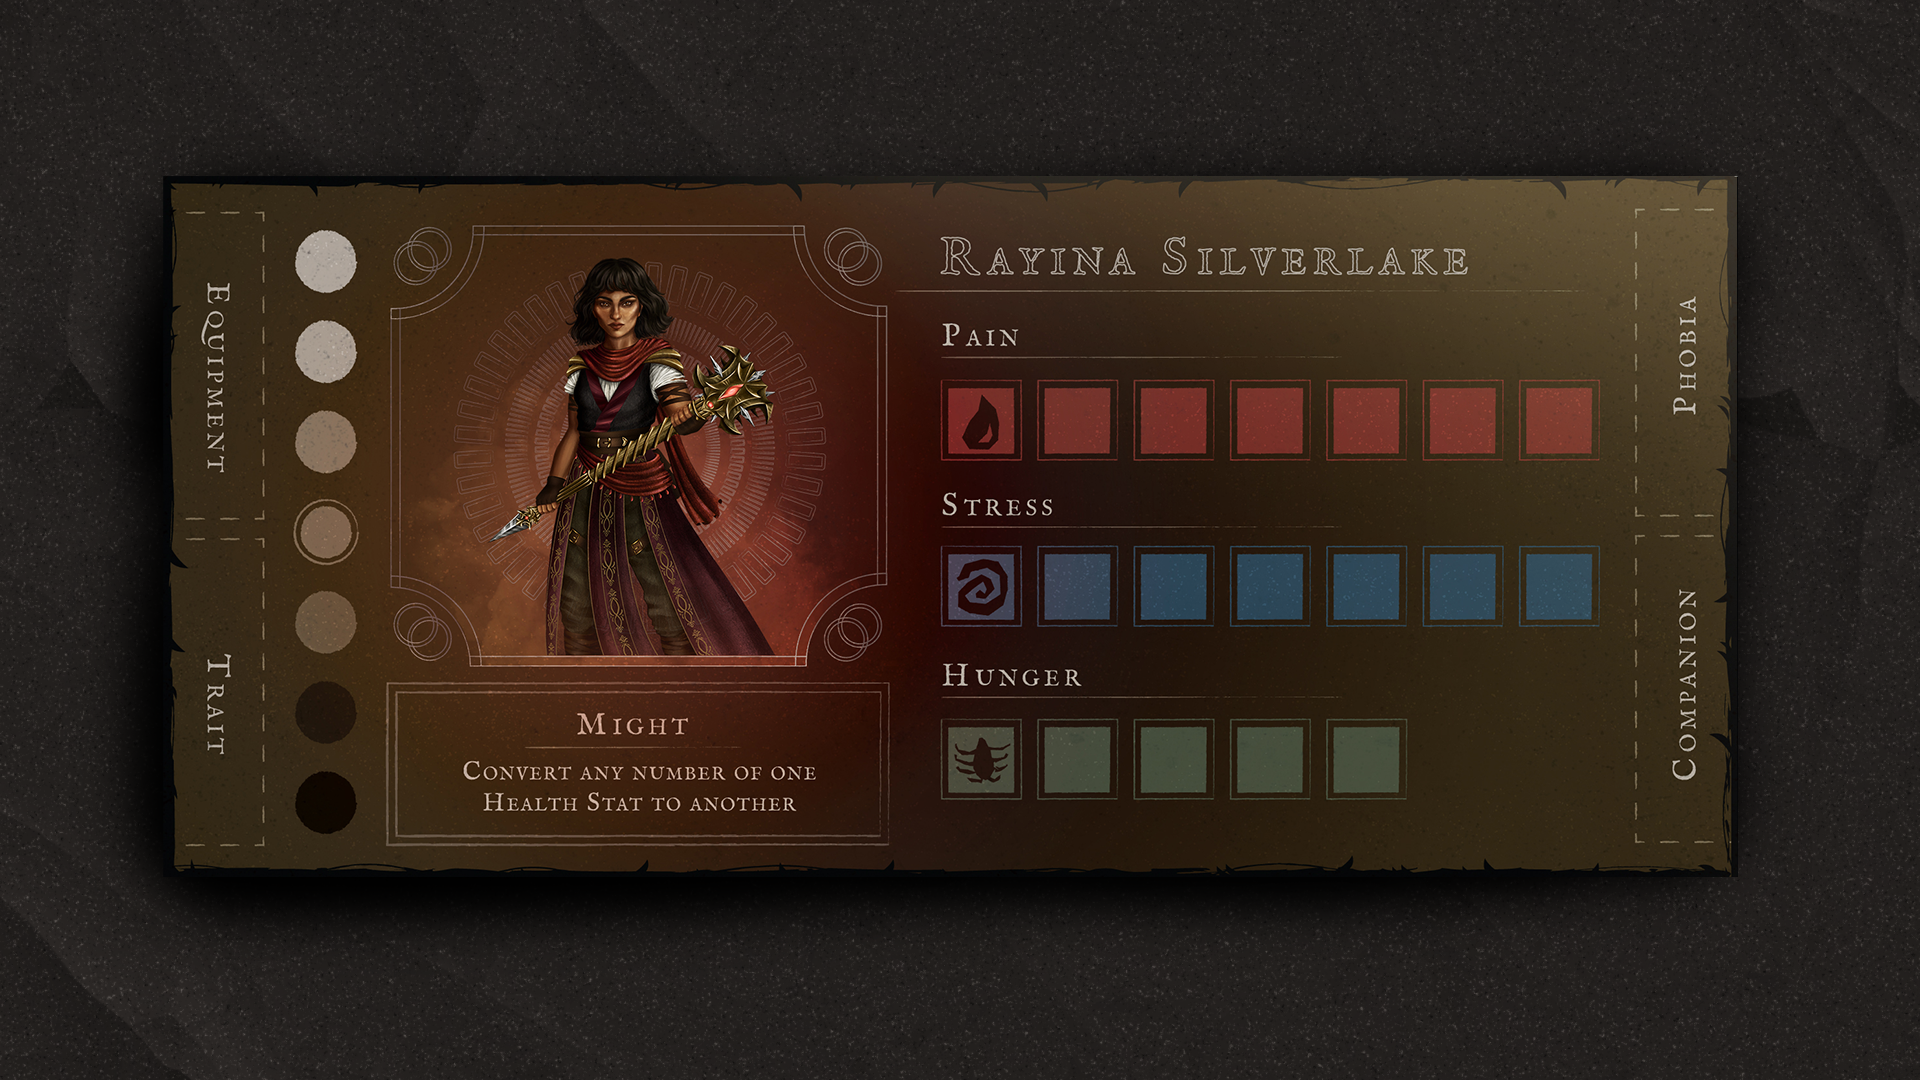 Equipment
Trait
Rayina Silverlake
Pain
Stress
Hunger
Might
Convert any number of one
Health Stat to another
Phobia
Companion